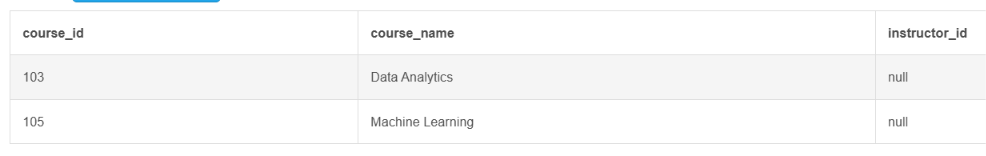 course_id course_name instructor_id
103 Data Analytics null
105 Machine Learning null